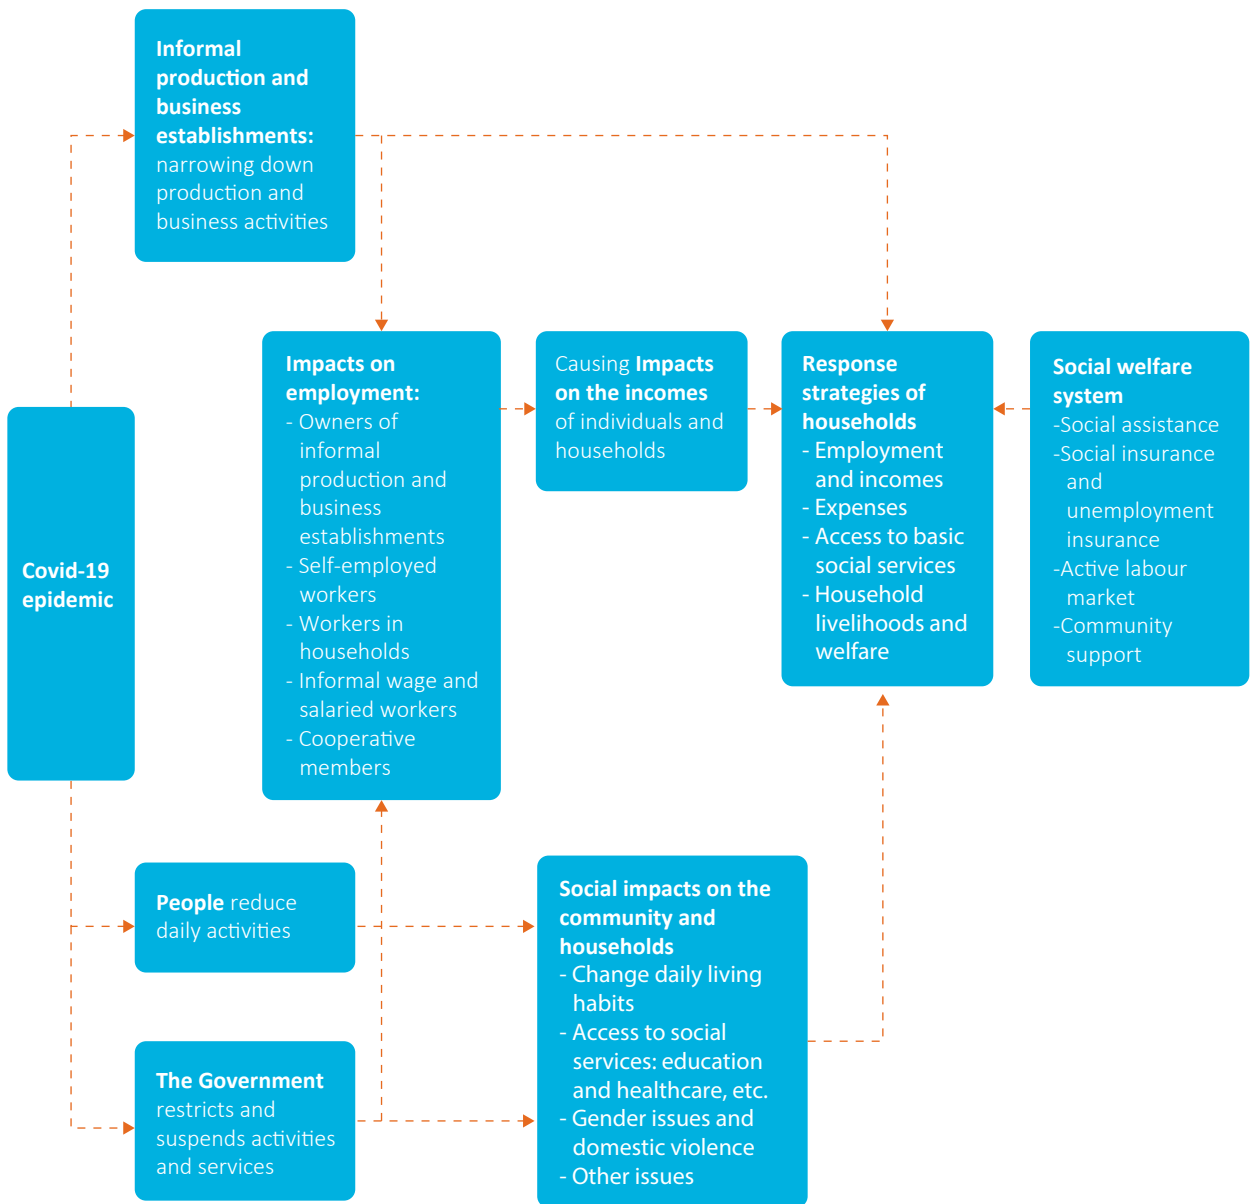 Informal
production and
business
establishments:
narrowing down
production and
business activities
Covid-19
epidemic
Impacts on
employment:
- Owners of
informal
production and
business
establishments
- Self-employed
workers
- Workers in
households
- Informal wage and
salaried workers
- Cooperative
members
Causing Impacts
on the incomes
of individuals and
households
Response
strategies of
households
- Employment
and incomes
- Expenses
- Access to basic
social services
- Household
livelihoods and
welfare
Social welfare
system
-Social assistance
-Social insurance
and
unemployment
insurance
-Active labour
market
-Community
support
People reduce
daily activities
The Government
restricts and
suspends activities
and services
Social impacts on the
community and
households
- Change daily living
habits
- Access to social
services: education
and healthcare, etc.
- Gender issues and
domestic violence
- Other issues